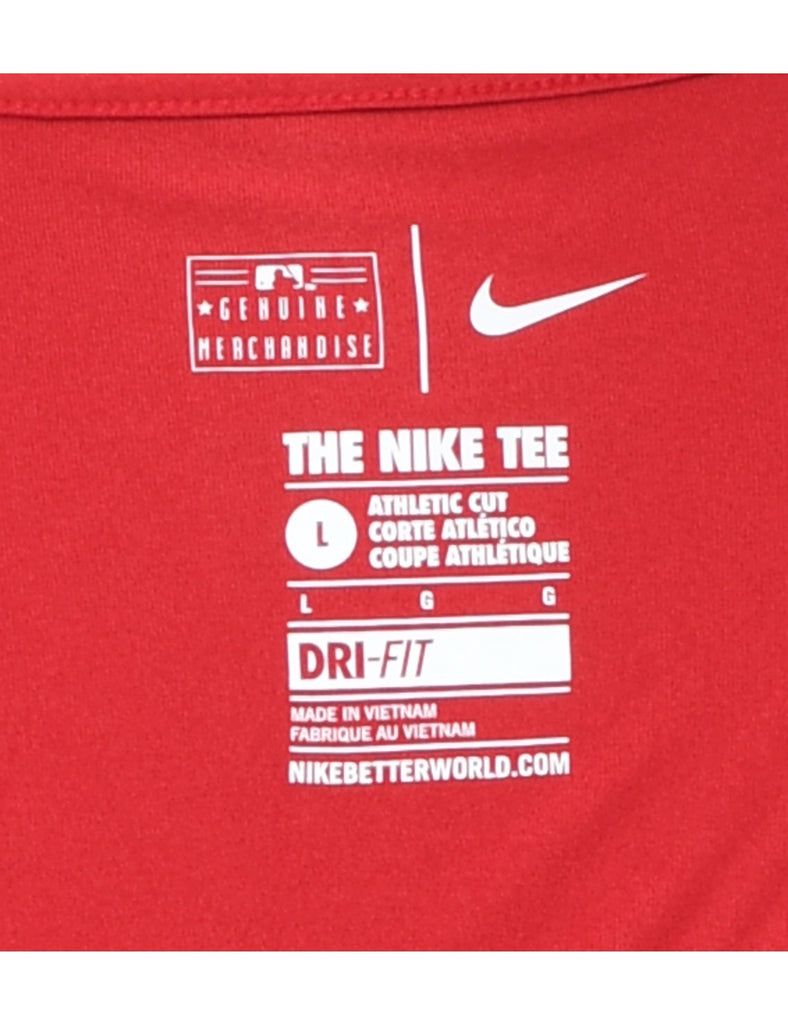 GENUINE
MERCHANDISE
THE NIKE TEE
L
ATHLETIC CUT
CORTE ATLÉTICO
COUPE ATHLÉTIQUE
L G G
DRI-FIT
MADE IN VIETNAM
FABRIQUE AU VIETNAM
NIKEBETTERWORLD.COM